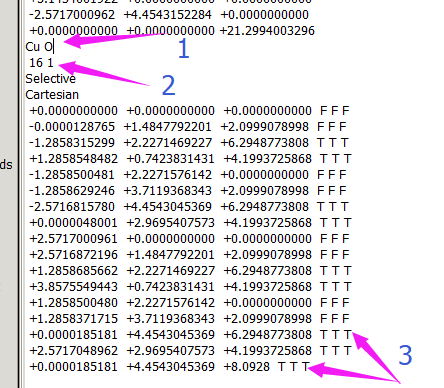 -2.5717000962 +4.4543152284 +0.0000000000
+0.0000000000 +0.0000000000 +21.2994003296
Cu O
1
16 1
2
Selective
Cartesian
+0.0000000000 +0.0000000000 +0.0000000000 F F F
-0.0000128765 +1.4847792201 +2.0999078998 F F F
-1.2858315299 +2.2271469227 +6.2948773808 T T T
+1.2858548482 +0.7423831431 +4.1993725868 T T T
-1.2858500481 +2.2271576142 +0.0000000000 F F F
-1.2858629246 +3.7119368343 +2.0999078998 F F F
-2.5716815780 +4.4543045369 +6.2948773808 T T T
+0.0000048001 +2.9695407573 +4.1993725868 T T T
+2.5717000961 +0.0000000000 +0.0000000000 F F F
+2.5716872196 +1.4847792201 +2.0999078998 F F F
+1.2858685662 +2.2271469227 +6.2948773808 T T T
+3.8575549443 +0.7423831431 +4.1993725868 T T T
+1.2858500480 +2.2271576142 +0.0000000000 F F F
+1.2858371715 +3.7119368343 +2.0999078998 F F F
+0.0000185181 +4.4543045369 +6.2948773808 T T T
+2.5717048962 +2.9695407573 +4.1993725868 T T T
3
+0.0000185181 +4.4543045369 +8.0928 T T T
ds